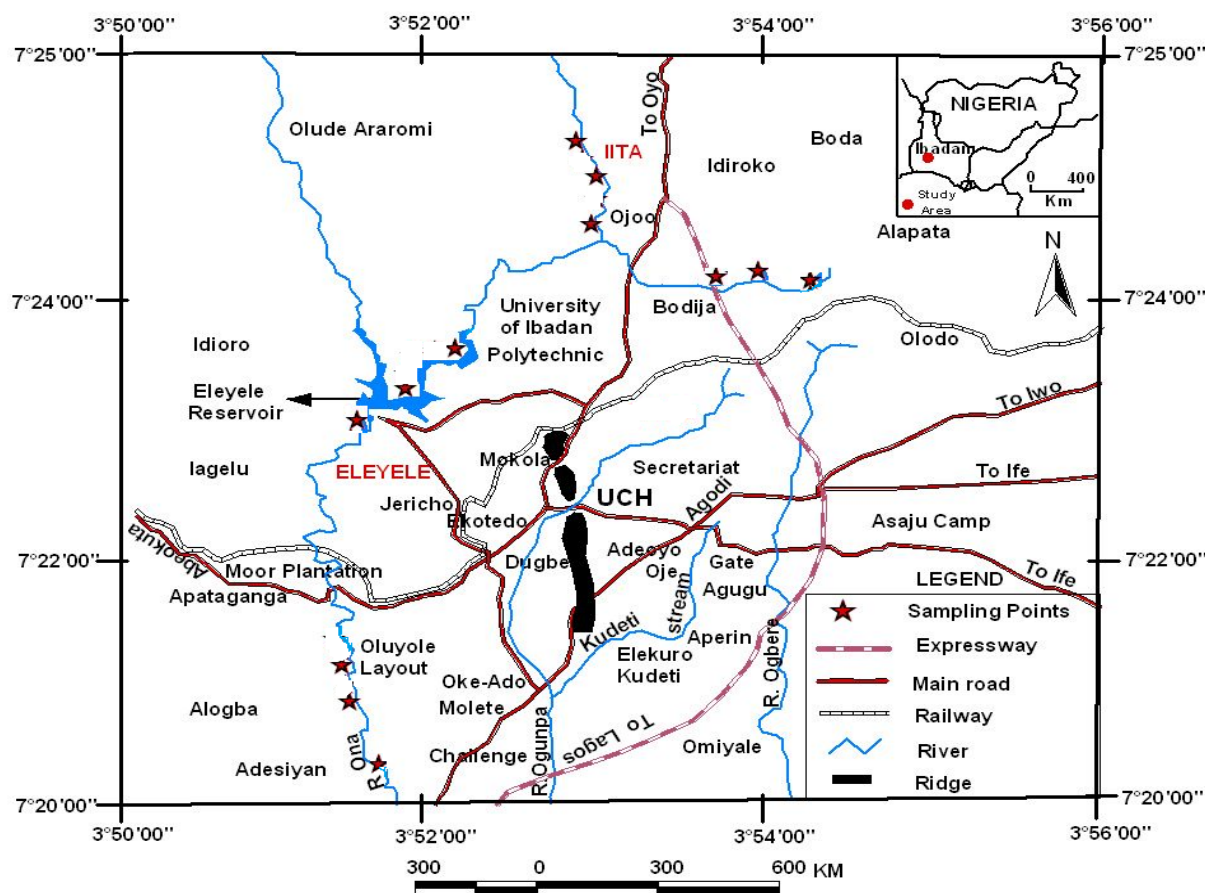 3°50'00''
3°52'00''
3°54'00''
3°56'00''
7°25'00''
7°25'00''
To Oyo
NIGERIA
Ibadam
0 400
Km
Study
Area
Olude Araromi
IITA
Boda
Idiroko
Ojoo
Alapata
N
7°24'00''
7°24'00''
University
of Ibadan
Bodija
Polytechnic
Olodo
Idioro
Eleyele
Reservoir
To Iwo
Iagelu
ELEYELE
Mokola
Secretariat
To Ife
Jericho
UCH
Agodi
Ekotedo
Asaju Camp
Abeokuta
Dugbe
Adeoyo
Oje
Gate
7°22'00''
7°22'00''
Moor Plantation
Apataganga
Agugu
To Ife
stream
Kudeti
Aperin
Oluyole
Layout
Elekuro
Kudeti
R. Ogbere
Oke-Ado
Molete
Alogba
R. Ona
Challenge
R. Ogunpa
To Lagos
Omiyale
Adesiyan
LEGEND
Sampling Points
Expressway
Main road
Railway
River
Ridge
7°20'00''
7°20'00''
3°50'00''
3°52'00''
3°54'00''
3°56'00''
300 0 300 600 KM